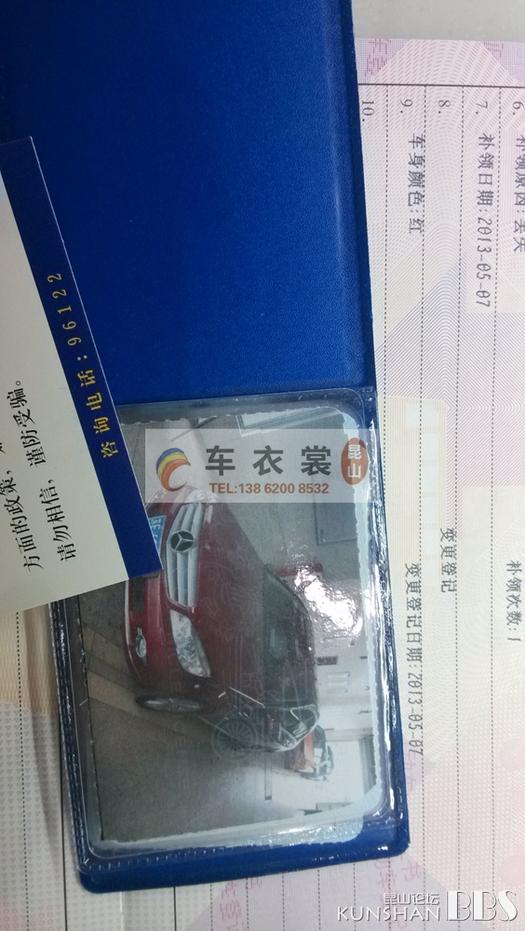 6.
补领原因:丢失
7.
补领日期:2013-05-07
补领次数:1
8.
变更登记
9.
车身颜色:红
变更登记日期:2013-05-07
10.
咨询电话:96122
方面的政策,
请勿相信,谨防受骗。
车衣裳
昆山
TEL:138 6200 8532
昆山论坛
KUNSHAN BBS